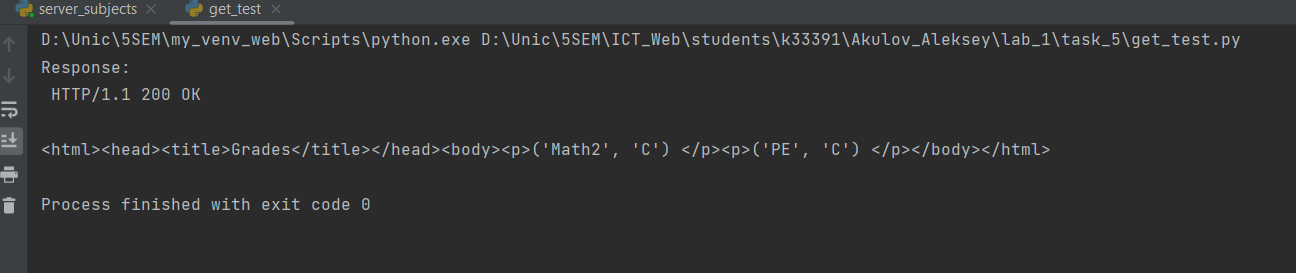 server_subjects × get_test ×
D:\Unic\5SEM\my_venv_web\Scripts\python.exe D:\Unic\5SEM\ICT_Web\students\k33391\Akulov_Aleksey\lab_1\task_5\get_test.py
Response:
HTTP/1.1 200 OK
<html><head><title>Grades</title></head><body><p>('Math2', 'C') </p><p>('PE', 'C') </p></body></html>
Process finished with exit code 0